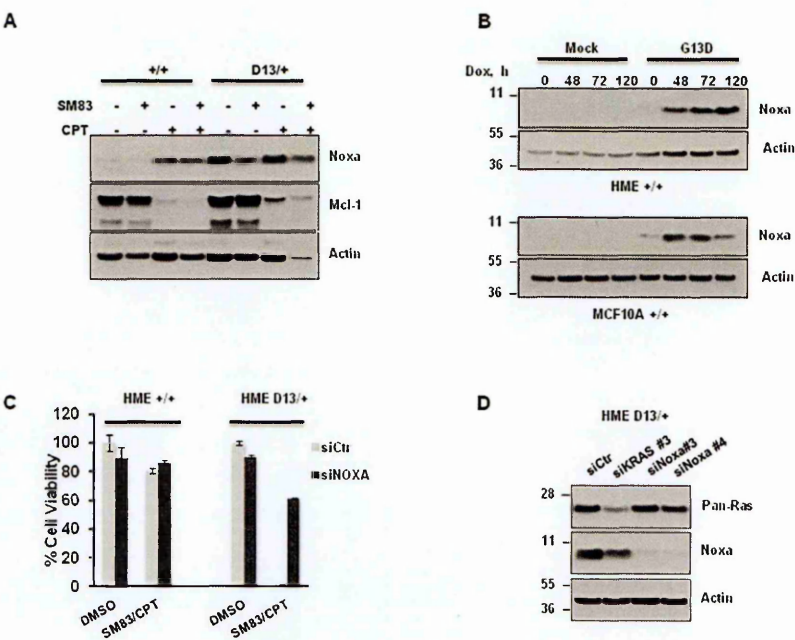 A
+/+ D13/+
SM83 - + - + - + - +
CPT - - + + - - + +
Noxa
Mcl-1
Actin
B
Mock G13D
Dox, h 0 48 72 120 0 48 72 120
11
Noxa
55
Actin
36
HME +/+
11
Noxa
55
Actin
36
MCF10A +/+
C
HME +/+ HME D13/+
% Cell Viability
120
100
80
60
40
20
0
siCtr
siNOXA
DMSO SM83/CPT DMSO SM83/CPT
D
HME D13/+
siCtr siKRAS #3 siNoxa#3 siNoxa #4
28
Pan-Ras
11
Noxa
55
Actin
36